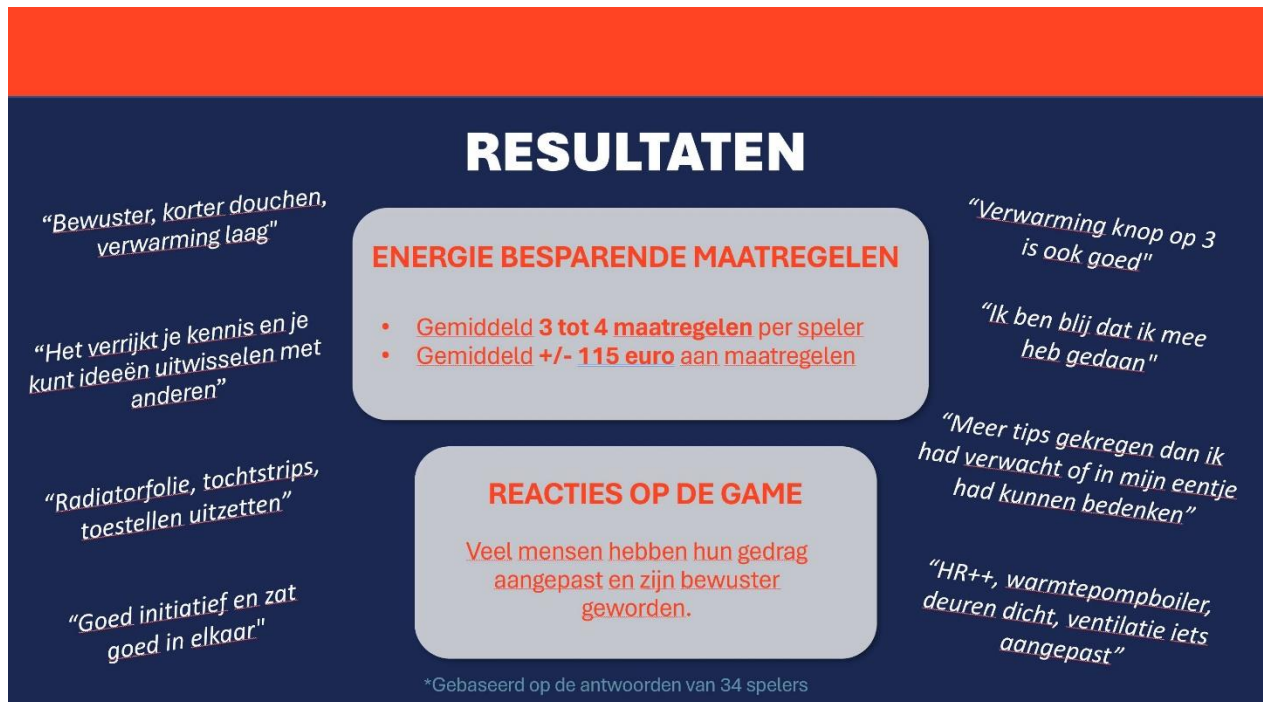 RESULTATEN
“Bewuster, korter douchen,
verwarming laag"
“Het verrijkt je kennis en je
kunt ideeën uitwisselen met
anderen”
“Radiatorfolie, tochtstrips,
toestellen uitzetten”
“Goed initiatief en zat
goed in elkaar"
ENERGIE BESPARENDE MAATREGELEN
• Gemiddeld 3 tot 4 maatregelen per speler
• Gemiddeld +/- 115 euro aan maatregelen
REACTIES OP DE GAME
Veel mensen hebben hun gedrag
aangepast en zijn bewuster
geworden.
*Gebaseerd op de antwoorden van 34 spelers
“Verwarming knop op 3
is ook goed"
“Ik ben blij dat ik mee
heb gedaan"
“Meer tips gekregen dan ik
had verwacht of in mijn eentje
had kunnen bedenken”
“HR++, warmtepompboiler,
deuren dicht, ventilatie iets
aangepast”